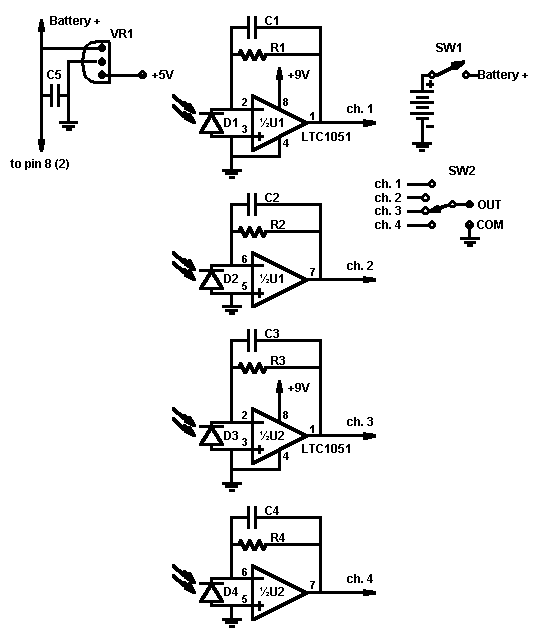 Battery +
VR1
C5
+5V
to pin 8 (2)
C1
R1
+9V
2
8
D1
½U1
1
ch. 1
3
4
LTC1051
SW1
+
Battery +
−
SW2
ch. 1
ch. 2
ch. 3
OUT
ch. 4
COM
C2
R2
6
D2
½U1
7
ch. 2
5
C3
R3
+9V
2
8
D3
½U2
1
ch. 3
3
4
LTC1051
C4
R4
6
D4
½U2
7
ch. 4
5